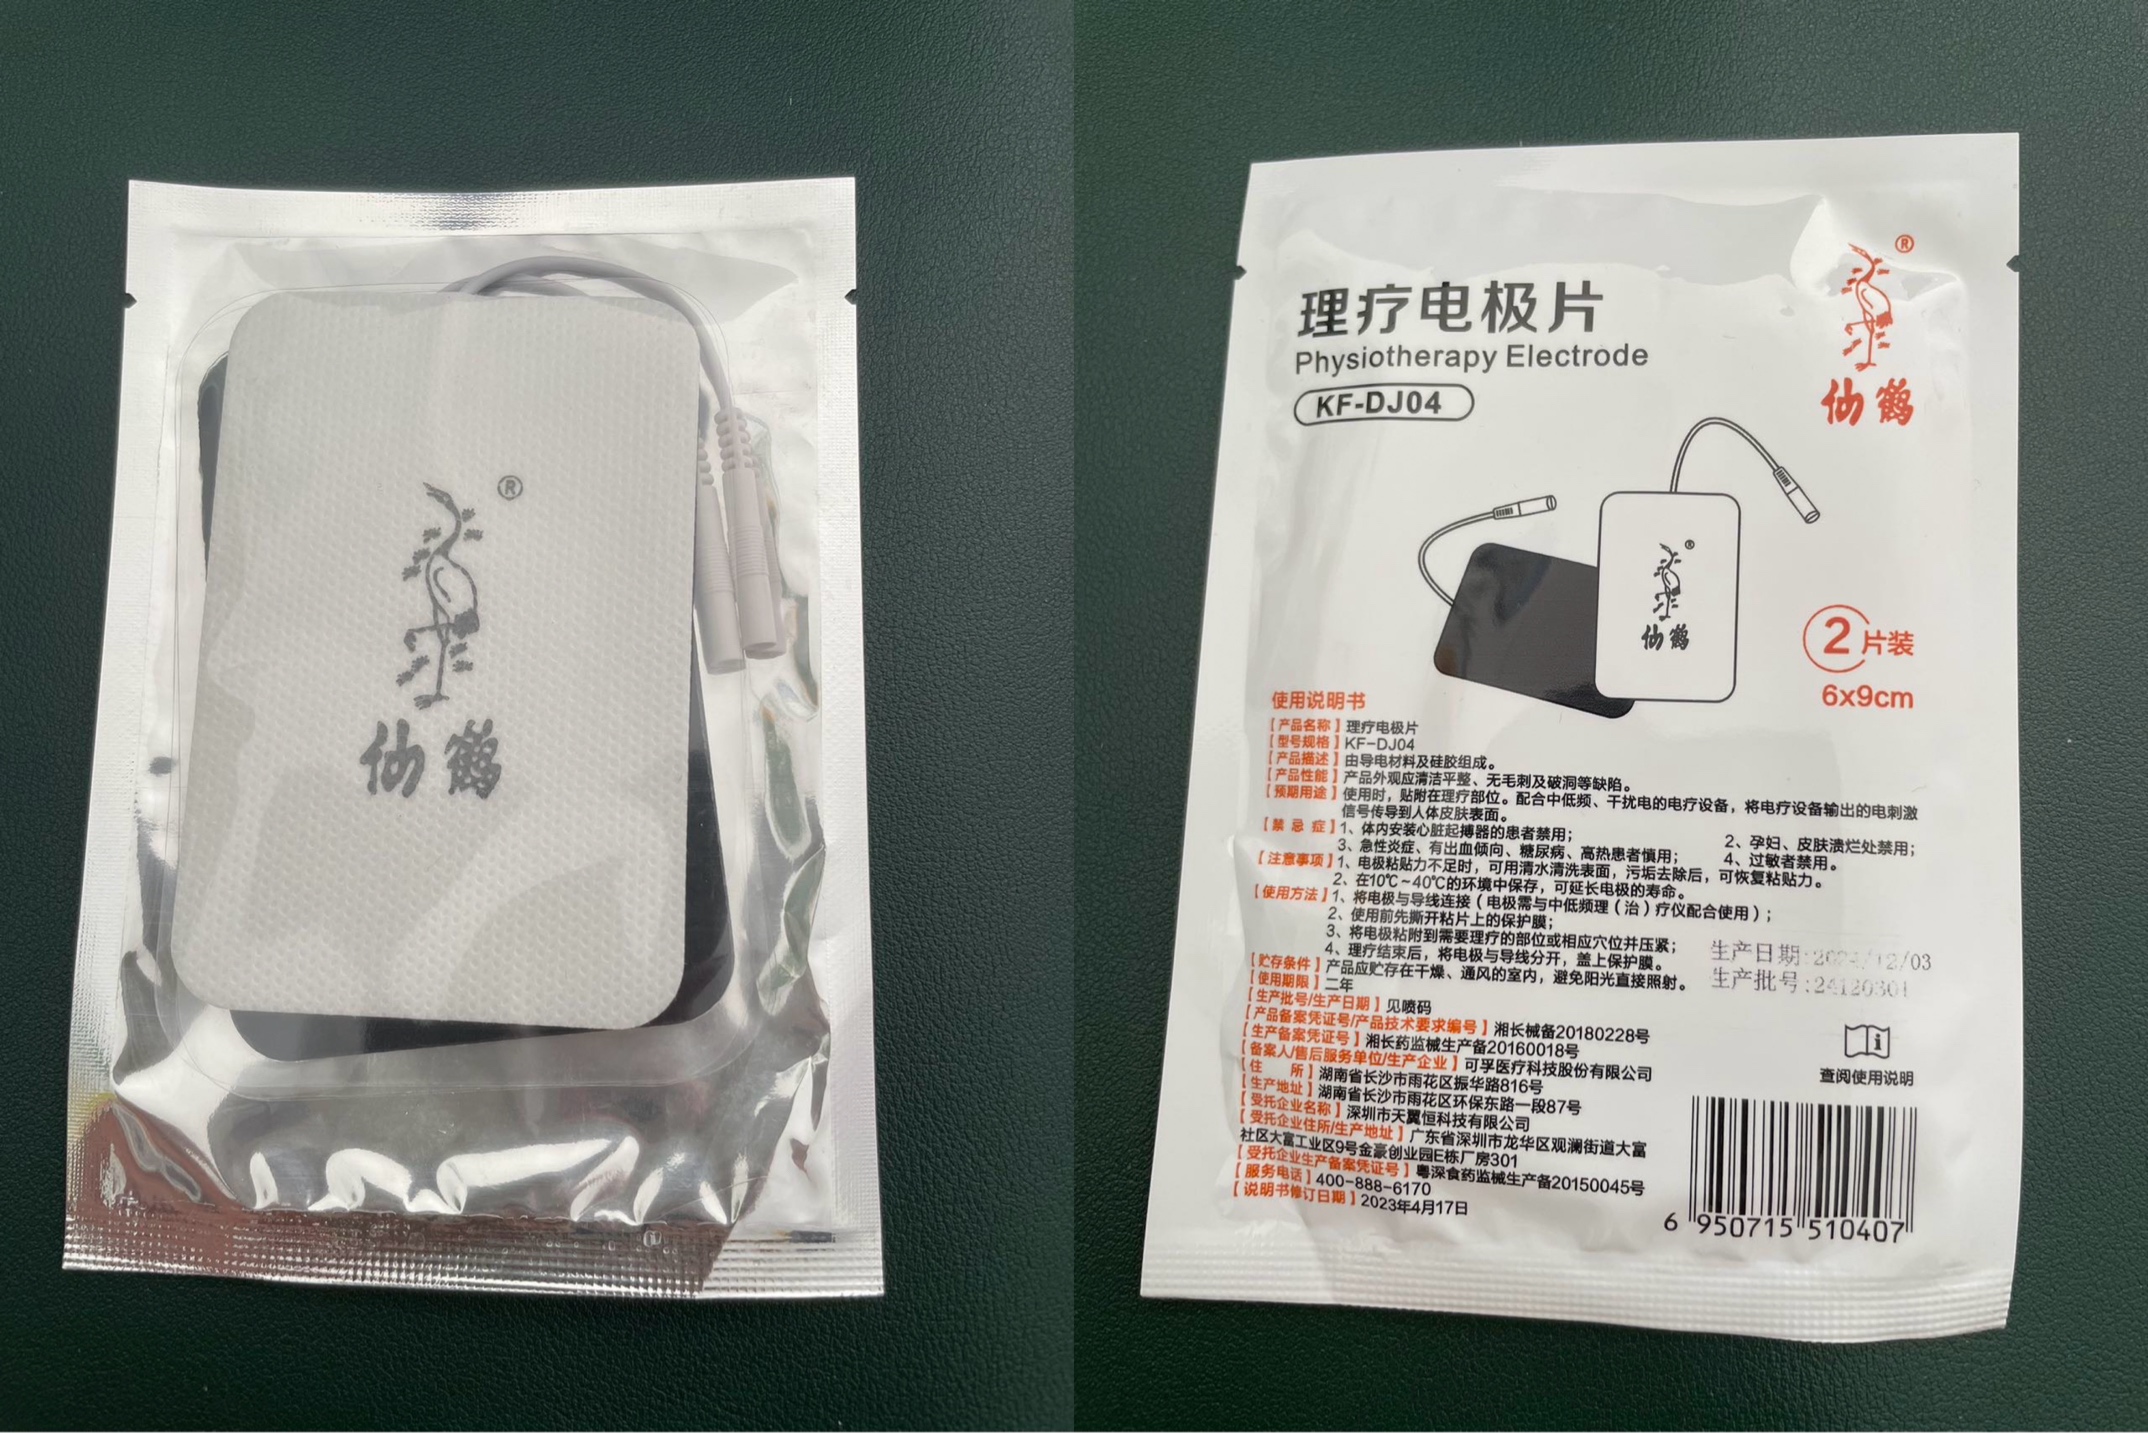 ®
仙鹤
®
仙鹤
理疗电极片
Physiotherapy Electrode
KF-DJ04
®
仙鹤
2片装
6x9cm
使用说明书
【产品名称】理疗电极片
【型号规格】KF-DJ04
【产品描述】由导电材料及硅胶组成。
【产品性能】产品外观应清洁平整、无毛刺及破洞等缺陷。
【预期用途】使用时，贴附在理疗部位。配合中低频、干扰电的电疗设备，将电疗设备输出的电刺激
信号传导到人体皮肤表面。
【禁忌症】1、体内安装心脏起搏器的患者禁用； 2、孕妇、皮肤溃烂处禁用；
3、急性炎症、有出血倾向、糖尿病、高热患者慎用； 4、过敏者禁用。
【注意事项】1、电极粘贴力不足时，可用清水清洗表面，污垢去除后，可恢复粘贴力。
2、在10℃~40℃的环境中保存，可延长电极的寿命。
【使用方法】1、将电极与导线连接（电极需与中低频理（治）疗仪配合使用）；
2、使用前先撕开粘片上的保护膜；
3、将电极粘附到需要理疗的部位或相应穴位并压紧；
4、理疗结束后，将电极与导线分开，盖上保护膜。
【贮存条件】产品应贮存在干燥、通风的室内，避免阳光直接照射。
【使用期限】二年
【生产批号/生产日期】见喷码
【产品备案凭证号/产品技术要求编号】湘长械备20180228号
【生产备案凭证号】湘长药监械生产备20160018号
【备案人/售后服务单位/生产企业】可孚医疗科技股份有限公司
【住 所】湖南省长沙市雨花区振华路816号
【生产地址】湖南省长沙市雨花区环保东路一段87号
【受托企业名称】深圳市天翼恒科技有限公司
【受托企业住所/生产地址】广东省深圳市龙华区观澜街道大富
社区大富工业区9号金豪创业园E栋厂房301
【受托企业生产备案凭证号】粤深食药监械生产备20150045号
【服务电话】400-888-6170
【说明书修订日期】2023年4月17日
生产日期:2024/12/03
生产批号:24120301
查阅使用说明
6 950715 510407